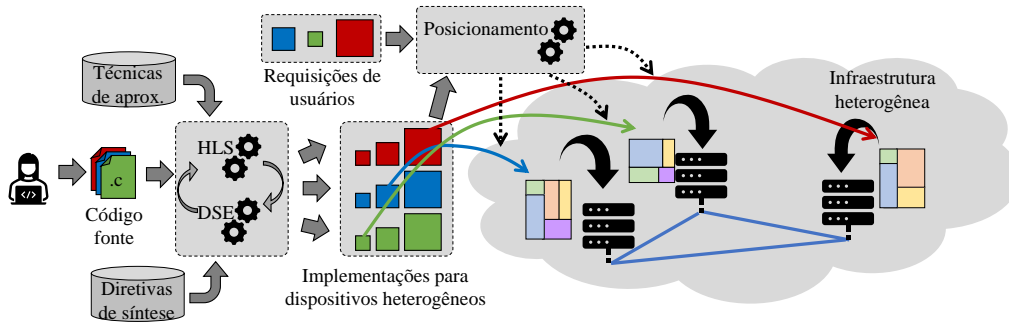 Posicionamento
Requisições de
usuários
Técnicas
de aprox.
Infraestrutura
heterogênea
HLS
DSE
.c
Código
fonte
Diretivas
de síntese
Implementações para
dispositivos heterogêneos